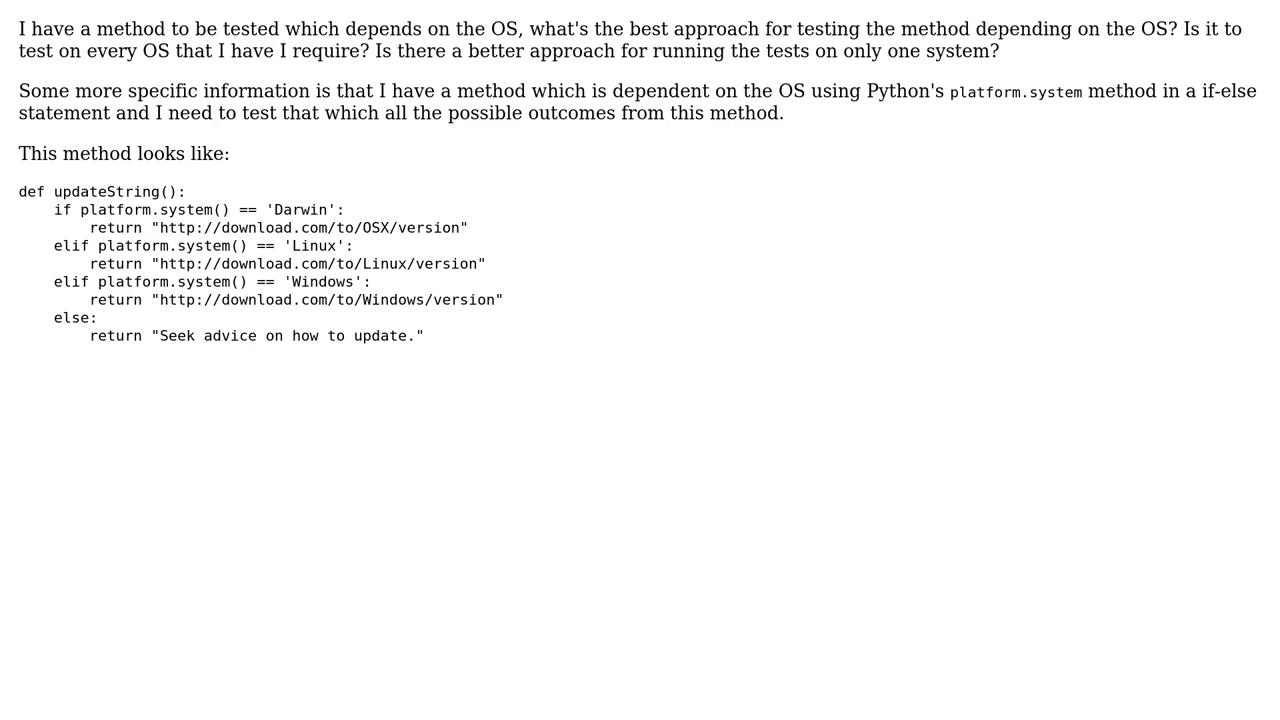 I have a method to be tested which depends on the OS, what's the best approach for testing the method depending on the OS? Is it to
test on every OS that I have I require? Is there a better approach for running the tests on only one system?
Some more specific information is that I have a method which is dependent on the OS using Python's platform.system method in a if-else
statement and I need to test that which all the possible outcomes from this method.
This method looks like:
def updateString():
    if platform.system() == 'Darwin':
        return "http://download.com/to/OSX/version"
    elif platform.system() == 'Linux':
        return "http://download.com/to/Linux/version"
    elif platform.system() == 'Windows':
        return "http://download.com/to/Windows/version"
    else:
        return "Seek advice on how to update."